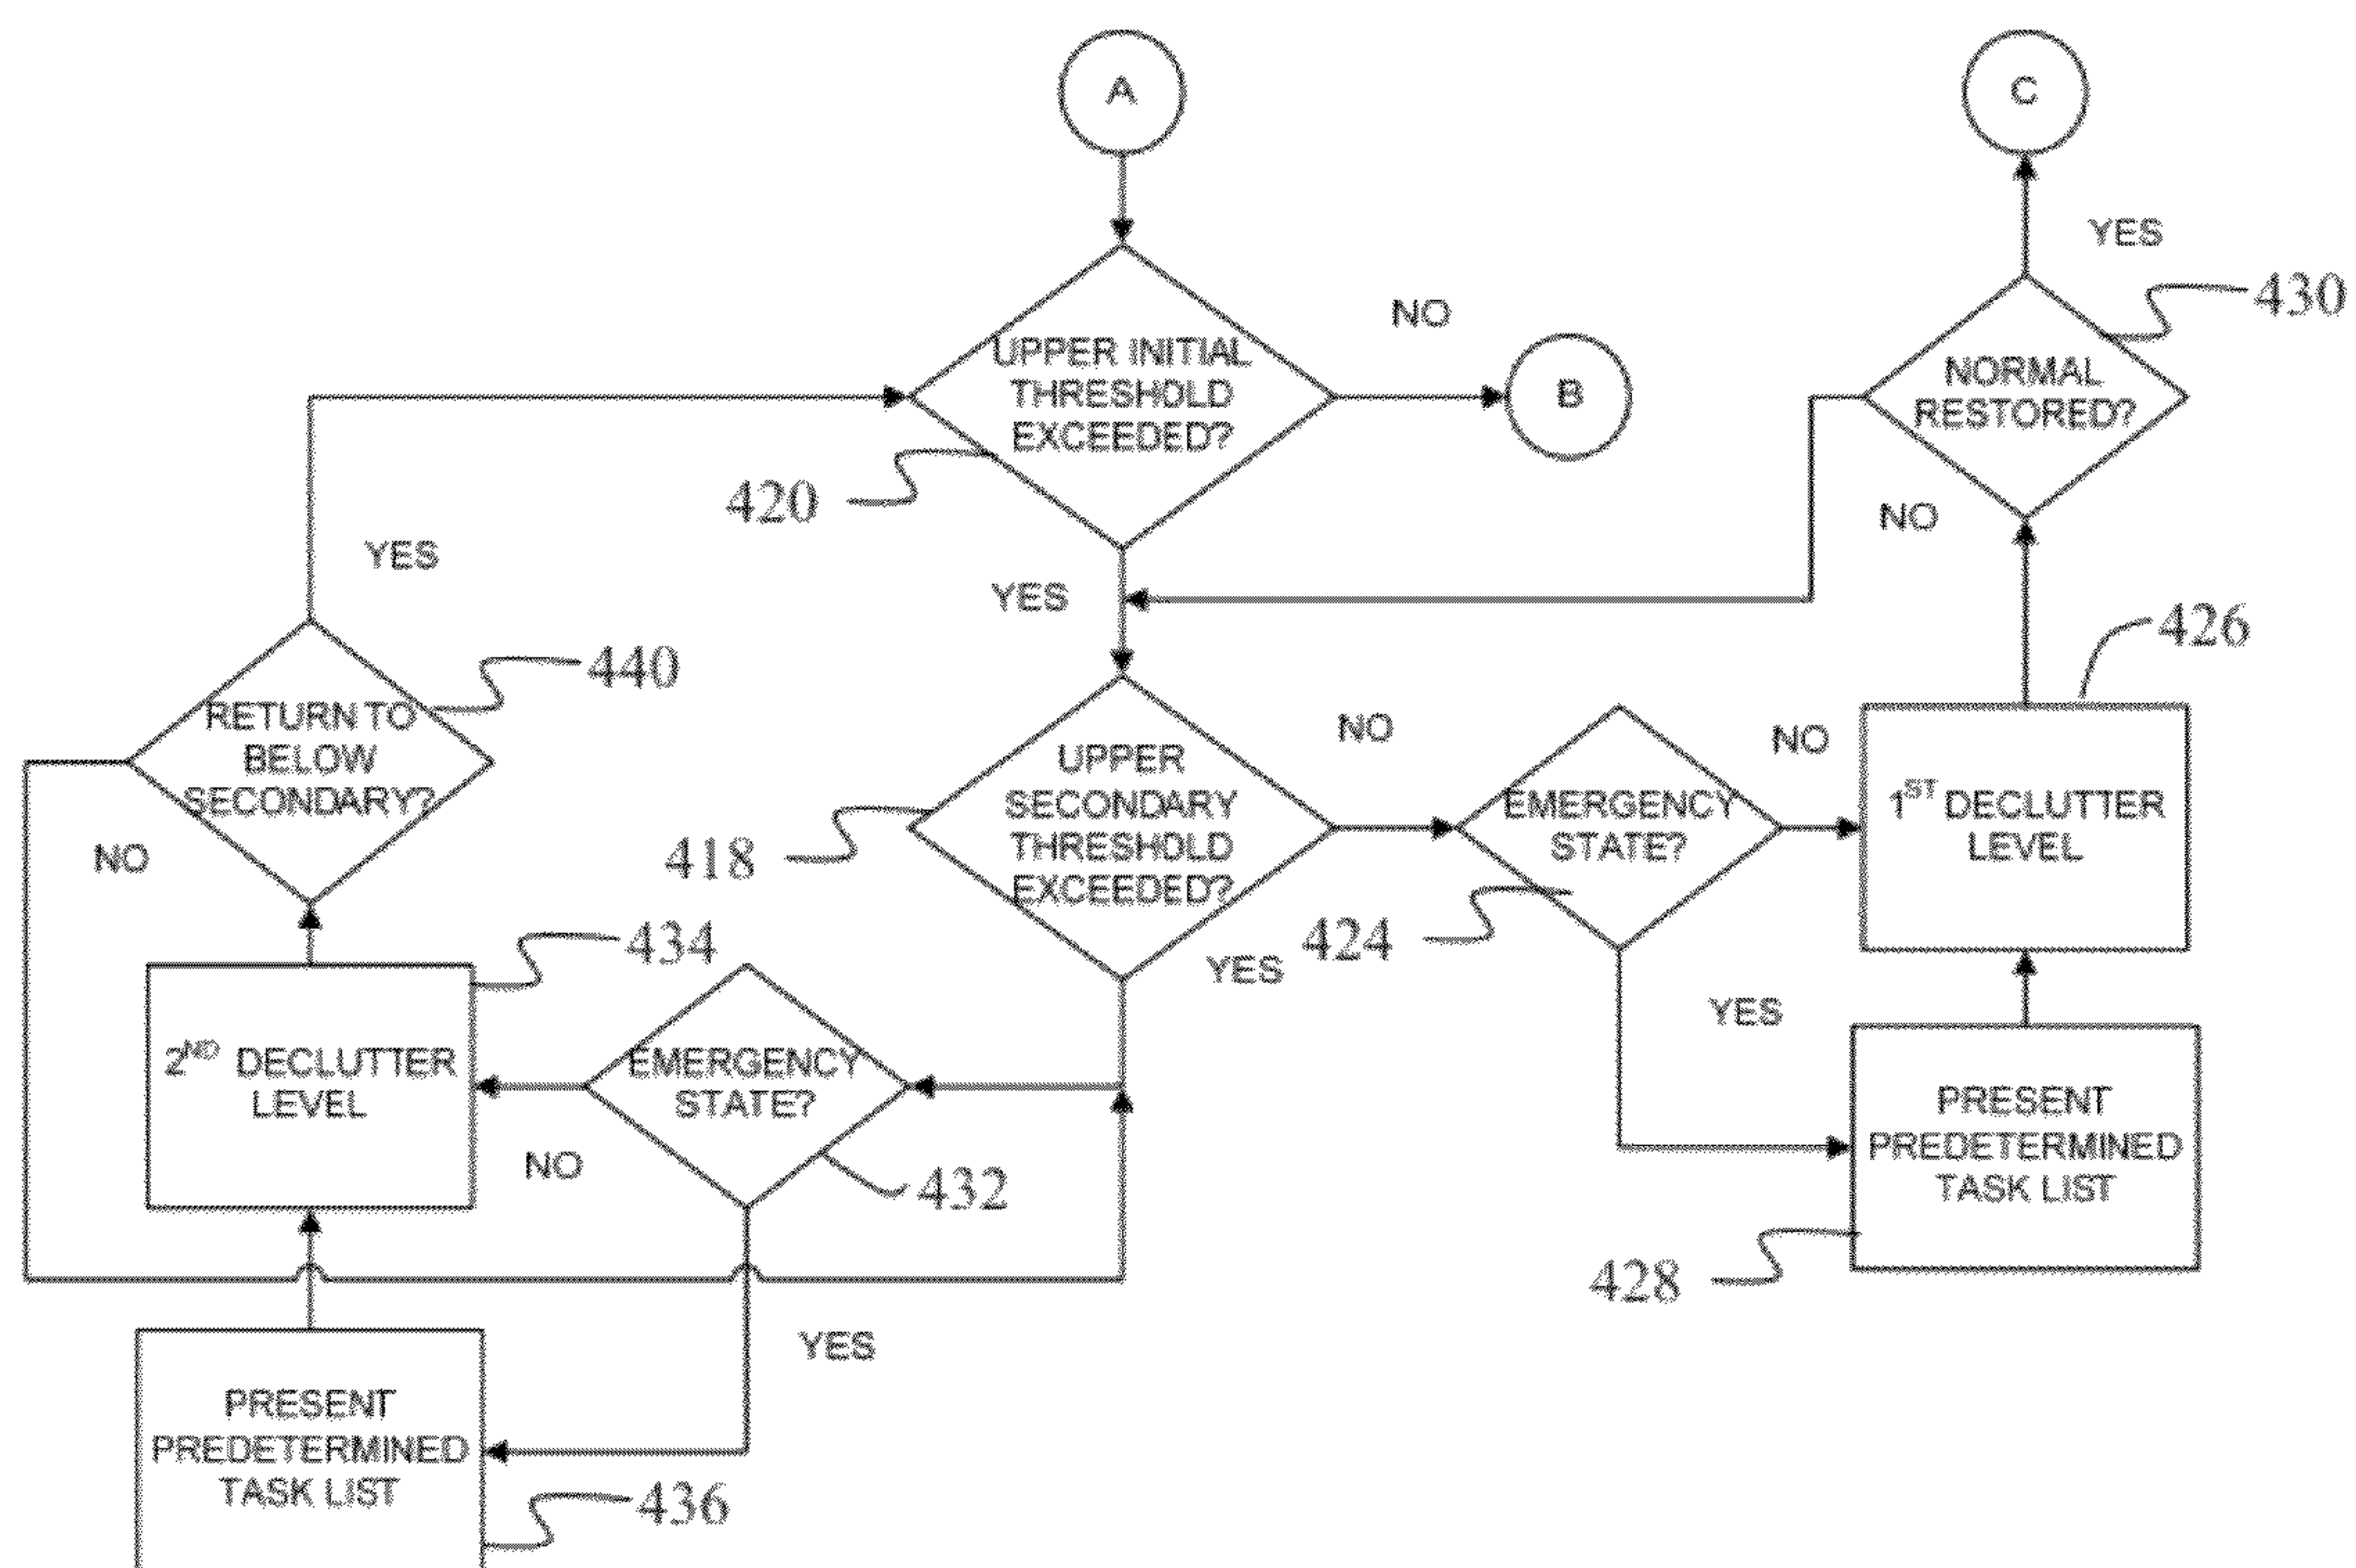 A
C
YES
430
NO
UPPER INITIAL
THRESHOLD
EXCEEDED?
B
NORMAL
RESTORED?
420
NO
YES
YES
426
440
RETURN TO
BELOW
SECONDARY?
NO
NO
NO
UPPER
SECONDARY
THRESHOLD
EXCEEDED?
418
EMERGENCY
STATE?
1ST DECLUTTER
LEVEL
434
YES
424
YES
2ND DECLUTTER
LEVEL
EMERGENCY
STATE?
NO
432
PRESENT
PREDETERMINED
TASK LIST
428
YES
PRESENT
PREDETERMINED
TASK LIST
436